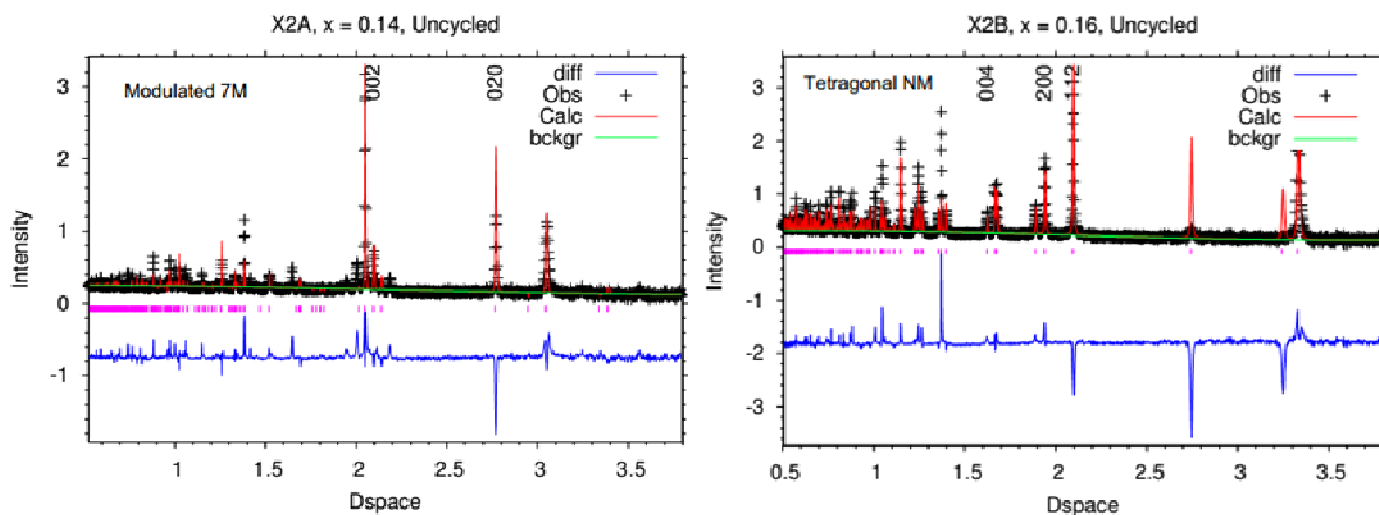 X2A, x = 0.14, Uncycled
Modulated 7M
002
020
diff
Obs
Calc
bckgr
3
2
1
0
-1
Intensity
1
1.5
2
2.5
3
3.5
Dspace
X2B, x = 0.16, Uncycled
Tetragonal NM
004
200
112
diff
Obs
Calc
bckgr
3
2
1
0
-1
-2
-3
Intensity
0.5
1
1.5
2
2.5
3
3.5
Dspace